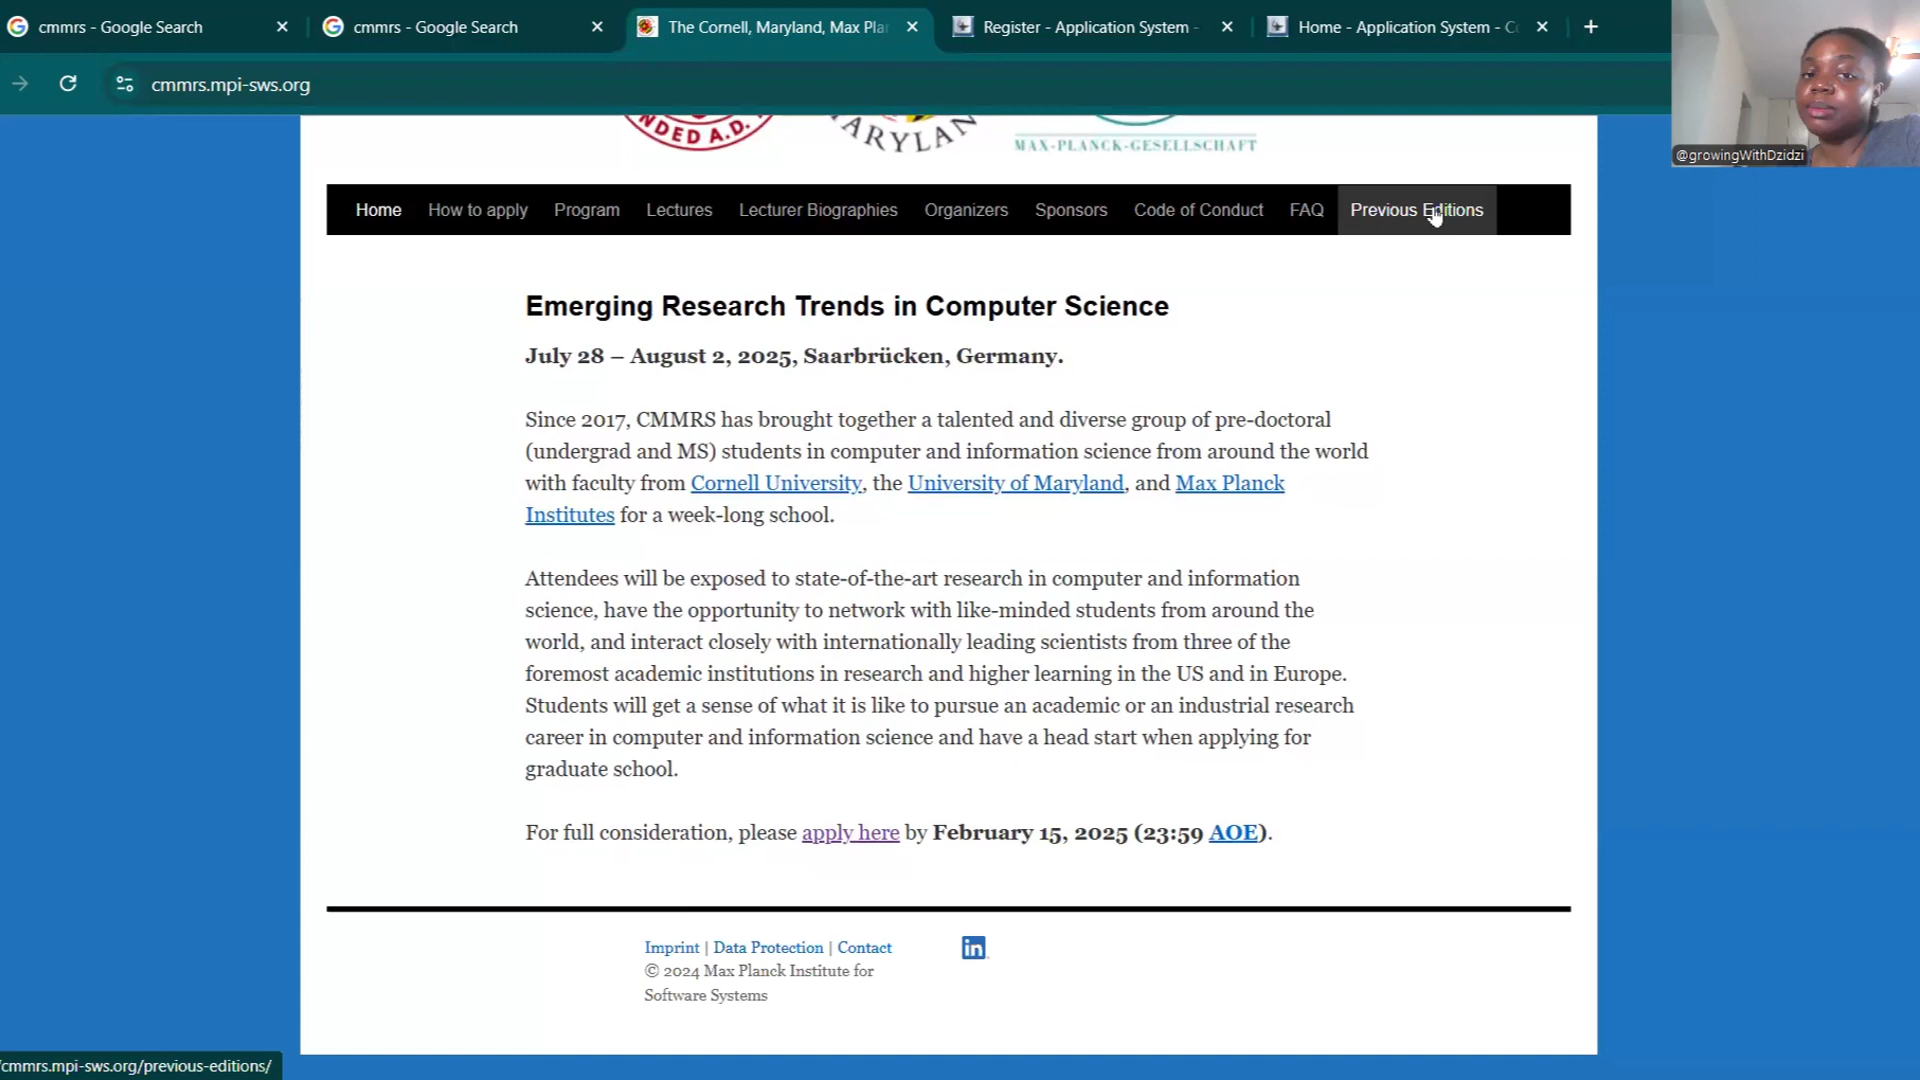 cmmrs - Google Search
cmmrs - Google Search
The Cornell, Maryland, Max Pla
Register - Application System -
Home - Application System - C
cmmrs.mpi-sws.org
@growingWithDzidzi
NDED A.D.
MARYLAN
MAX-PLANCK-GESELLSCHAFT
Home How to apply Program Lectures Lecturer Biographies Organizers Sponsors Code of Conduct FAQ Previous Editions
Emerging Research Trends in Computer Science
July 28 – August 2, 2025, Saarbrücken, Germany.
Since 2017, CMMRS has brought together a talented and diverse group of pre-doctoral
(undergrad and MS) students in computer and information science from around the world
with faculty from Cornell University, the University of Maryland, and Max Planck
Institutes for a week-long school.
Attendees will be exposed to state-of-the-art research in computer and information
science, have the opportunity to network with like-minded students from around the
world, and interact closely with internationally leading scientists from three of the
foremost academic institutions in research and higher learning in the US and in Europe.
Students will get a sense of what it is like to pursue an academic or an industrial research
career in computer and information science and have a head start when applying for
graduate school.
For full consideration, please apply here by February 15, 2025 (23:59 AOE).
Imprint | Data Protection | Contact
in
© 2024 Max Planck Institute for
Software Systems
/cmmrs.mpi-sws.org/previous-editions/